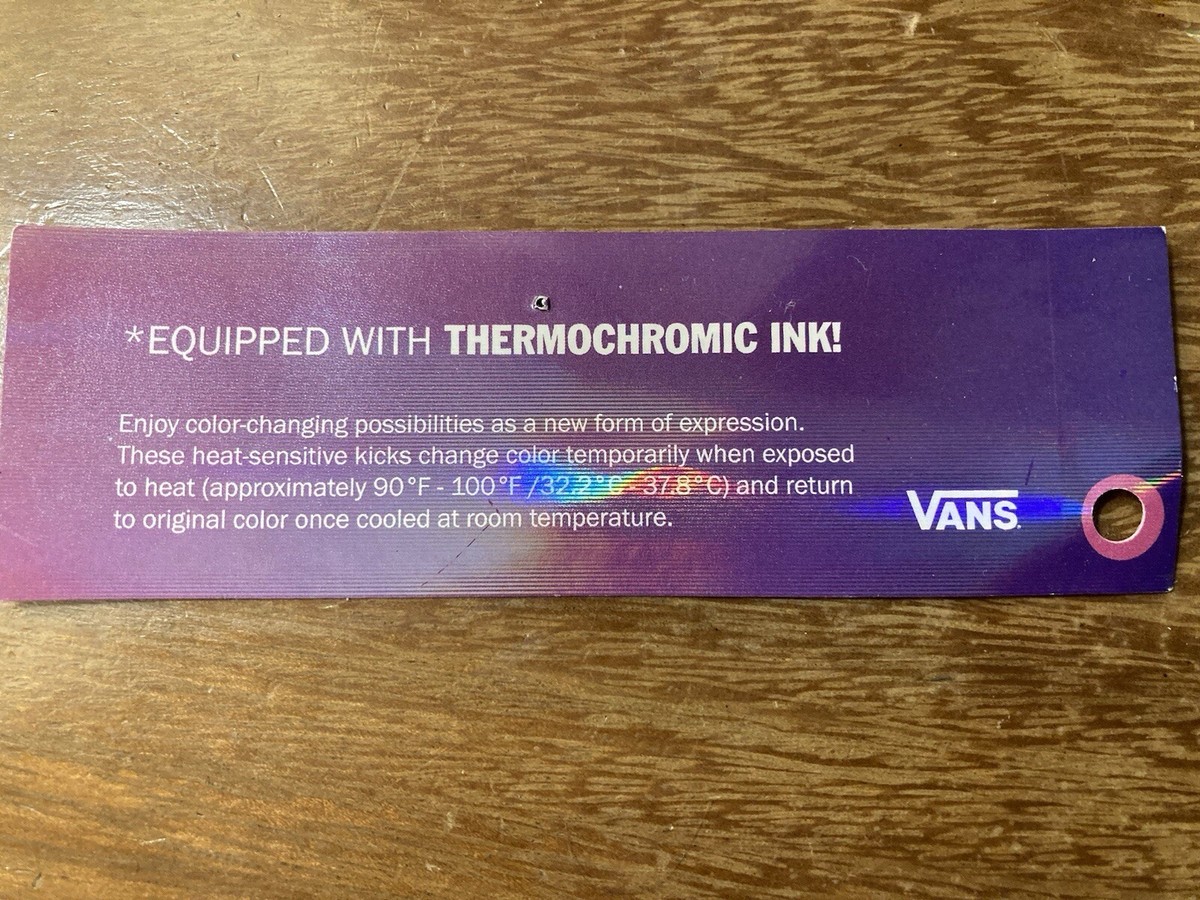 *EQUIPPED WITH THERMOCHROMIC INK!
Enjoy color-changing possibilities as a new form of expression.
These heat-sensitive kicks change color temporarily when exposed
to heat (approximately 90°F - 100°F /32.2°C - 37.8°C) and return
to original color once cooled at room temperature.
VANS